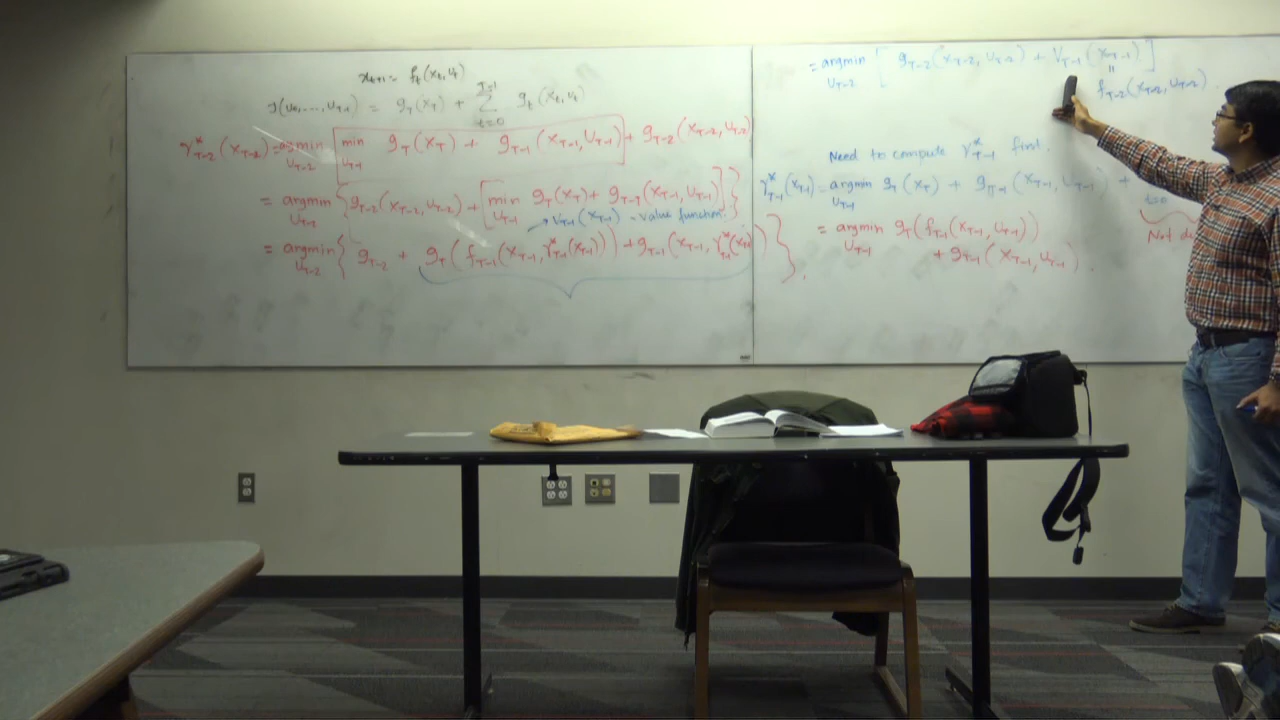 x_{t+1} = f_t(x_t, u_t)
J(u_0, ..., u_{T-1}) = g_T(x_T) + \sum_{t=0}^{T-1} g_t(x_t, u_t)
γ*_{T-2}(x_{T-2}) = argmin_{u_{T-2}} [ min_{u_{T-1}} g_T(x_T) + g_{T-1}(x_{T-1}, u_{T-1}) ] + g_{T-2}(x_{T-2}, u_{T-2})
= argmin_{u_{T-2}} { g_{T-2}(x_{T-2}, u_{T-2}) + [ min_{u_{T-1}} g_T(x_T) + g_{T-1}(x_{T-1}, u_{T-1}) ] }
→ V_{T-1}(x_{T-1}) - value function.
= argmin_{u_{T-2}} { g_{T-2} + g_T( f_{T-1}(x_{T-1}, γ*_{T-1}(x_{T-1})) ) + g_{T-1}(x_{T-1}, γ*_{T-1}(x_{T-1})) }.
= argmin_{u_{T-2}} [ g_{T-2}(x_{T-2}, u_{T-2}) + V_{T-1}(x_{T-1}) ]
"
f_{T-2}(x_{T-2}, u_{T-2}).
Need to compute γ*_{T-1} first.
γ*_{T-1}(x_{T-1}) = argmin_{u_{T-1}} g_T(x_T) + g_{T-1}(x_{T-1}, u_{T-1}) +
t=0
= argmin_{u_{T-1}} g_T(f_{T-1}(x_{T-1}, u_{T-1}))
+ g_{T-1}(x_{T-1}, u_{T-1}).
Not